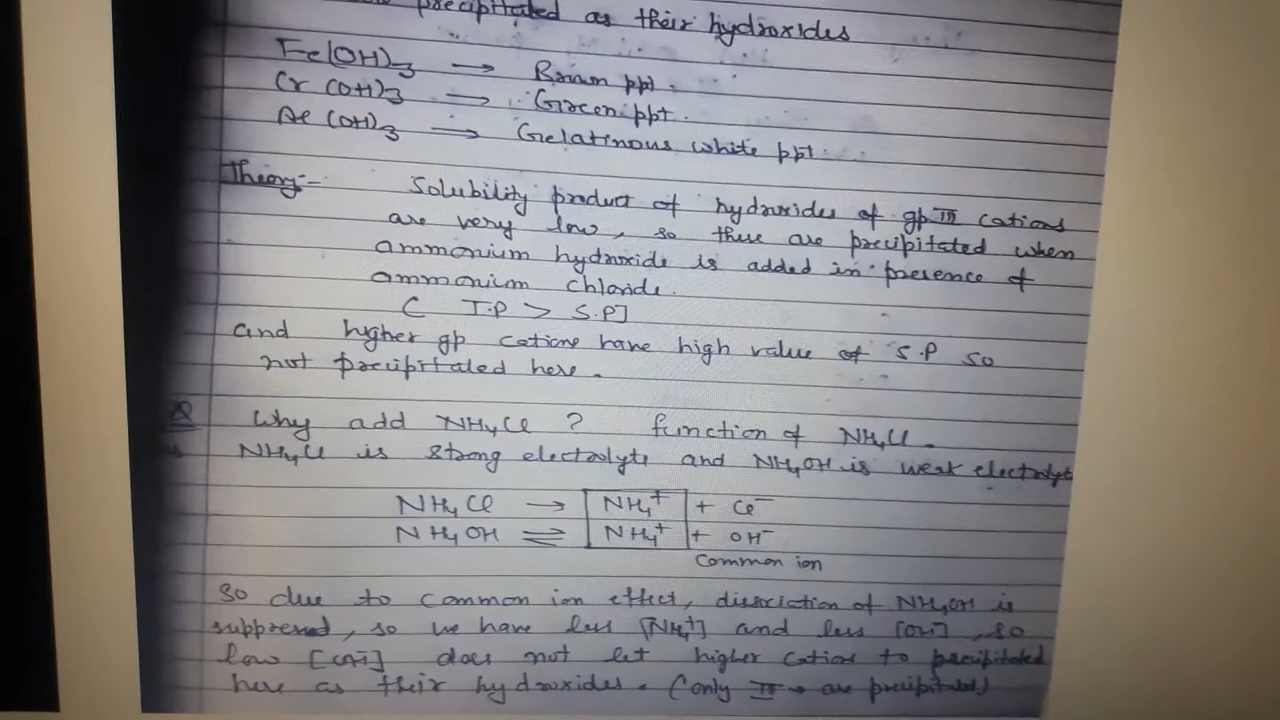 precipitated as their hydroxides
Fe(OH)3 → Brown ppt.
Cr(OH)3 → Green ppt.
Al(OH)3 → Gelatinous white ppt.
Theory:- Solubility product of hydroxides of gp III cations
are very low, so these are precipitated when
ammonium hydroxide is added in presence of
ammonium chloride.
( I.P > S.P]
and higher gp cations have high value of S.P so
not precipitated here.
Q Why add NH4Cl ? function of NH4Cl.
NH4Cl is strong electrolyte and NH4OH is weak electrolyt
NH4Cl → NH4+ + Cl-
NH4OH ⇌ NH4+ + OH-
Common ion
So due to common ion effect, dissociction of NH4OH is
suppressed, so we have less [NH4+] and less [OH-], so
low [OH-] does not let higher cations to precipitated
here as their hydroxides. (only III → are precipitated)